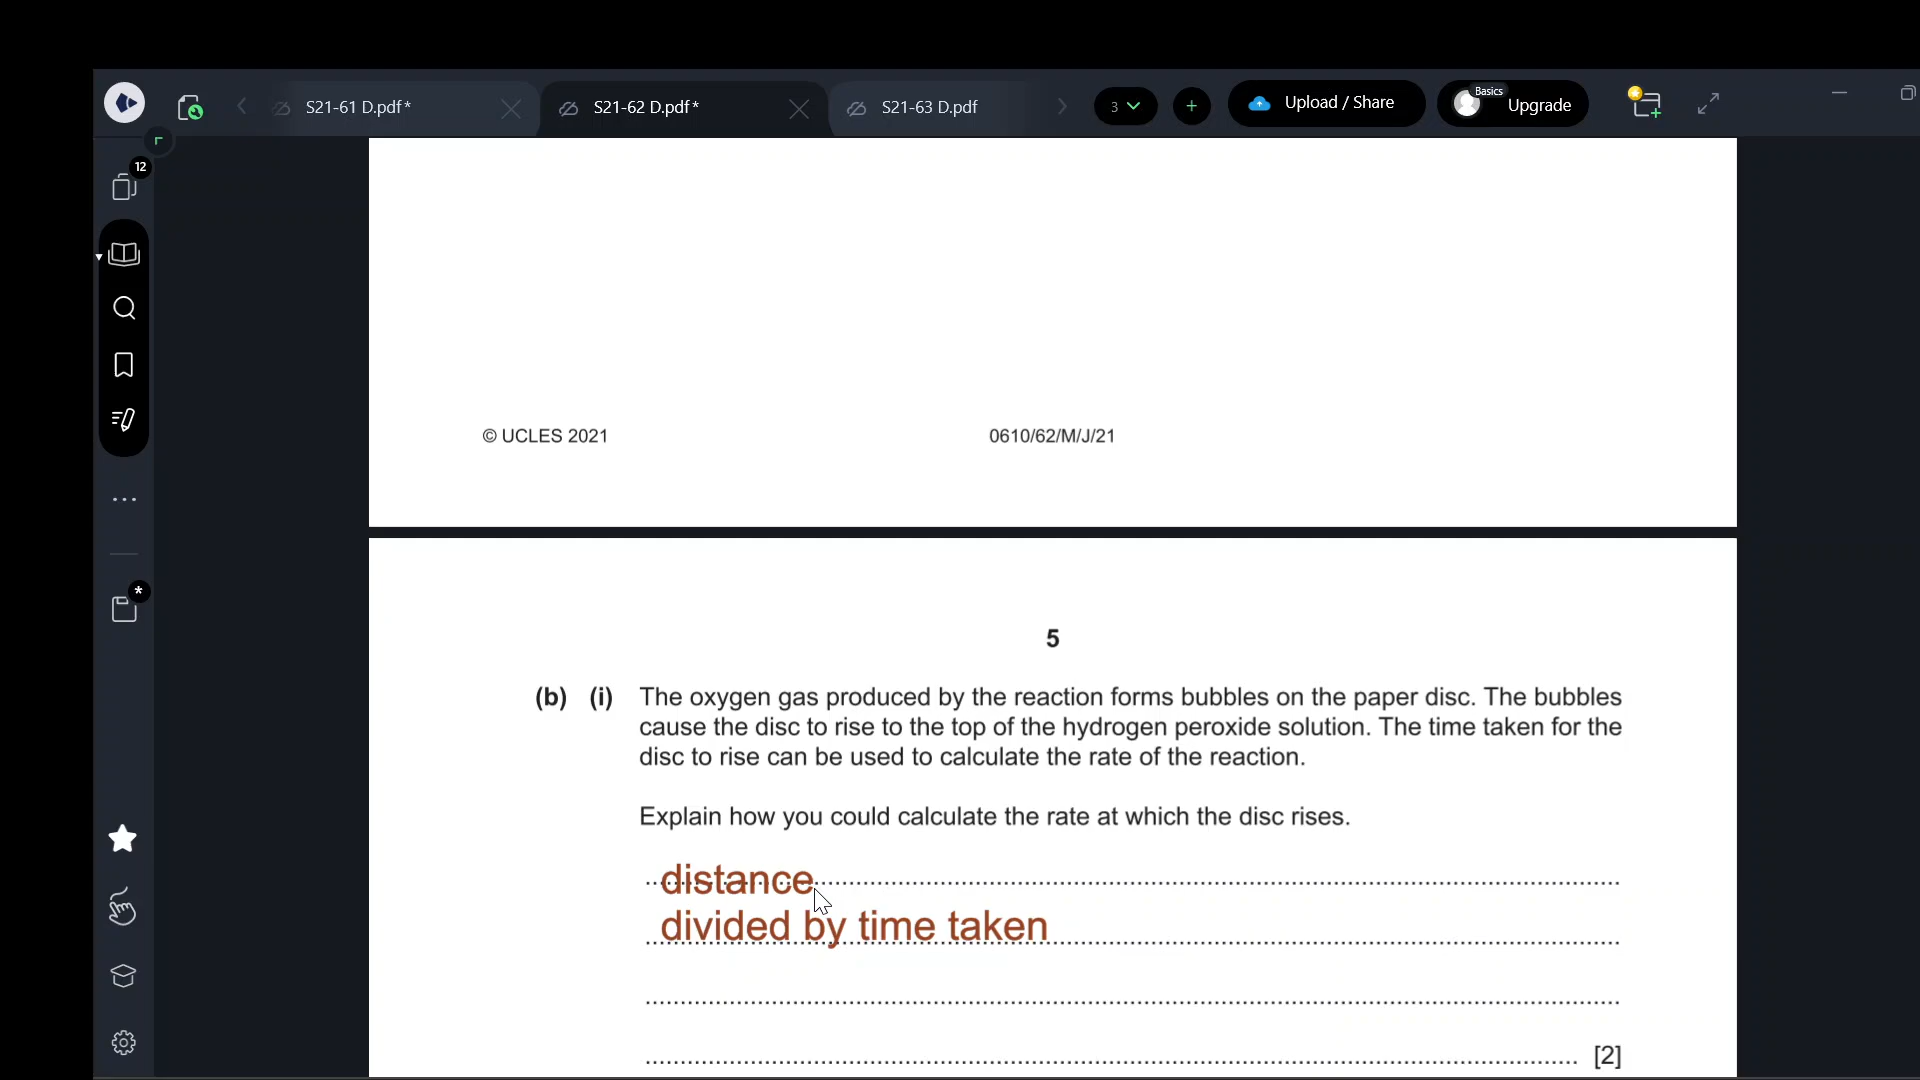 S21-61 D.pdf*
S21-62 D.pdf*
S21-63 D.pdf
3
+
Upload / Share
Basics
Upgrade
12
*
© UCLES 2021
0610/62/M/J/21
5
(b) (i) The oxygen gas produced by the reaction forms bubbles on the paper disc. The bubbles
cause the disc to rise to the top of the hydrogen peroxide solution. The time taken for the
disc to rise can be used to calculate the rate of the reaction.
Explain how you could calculate the rate at which the disc rises.
distance
divided by time taken
[2]